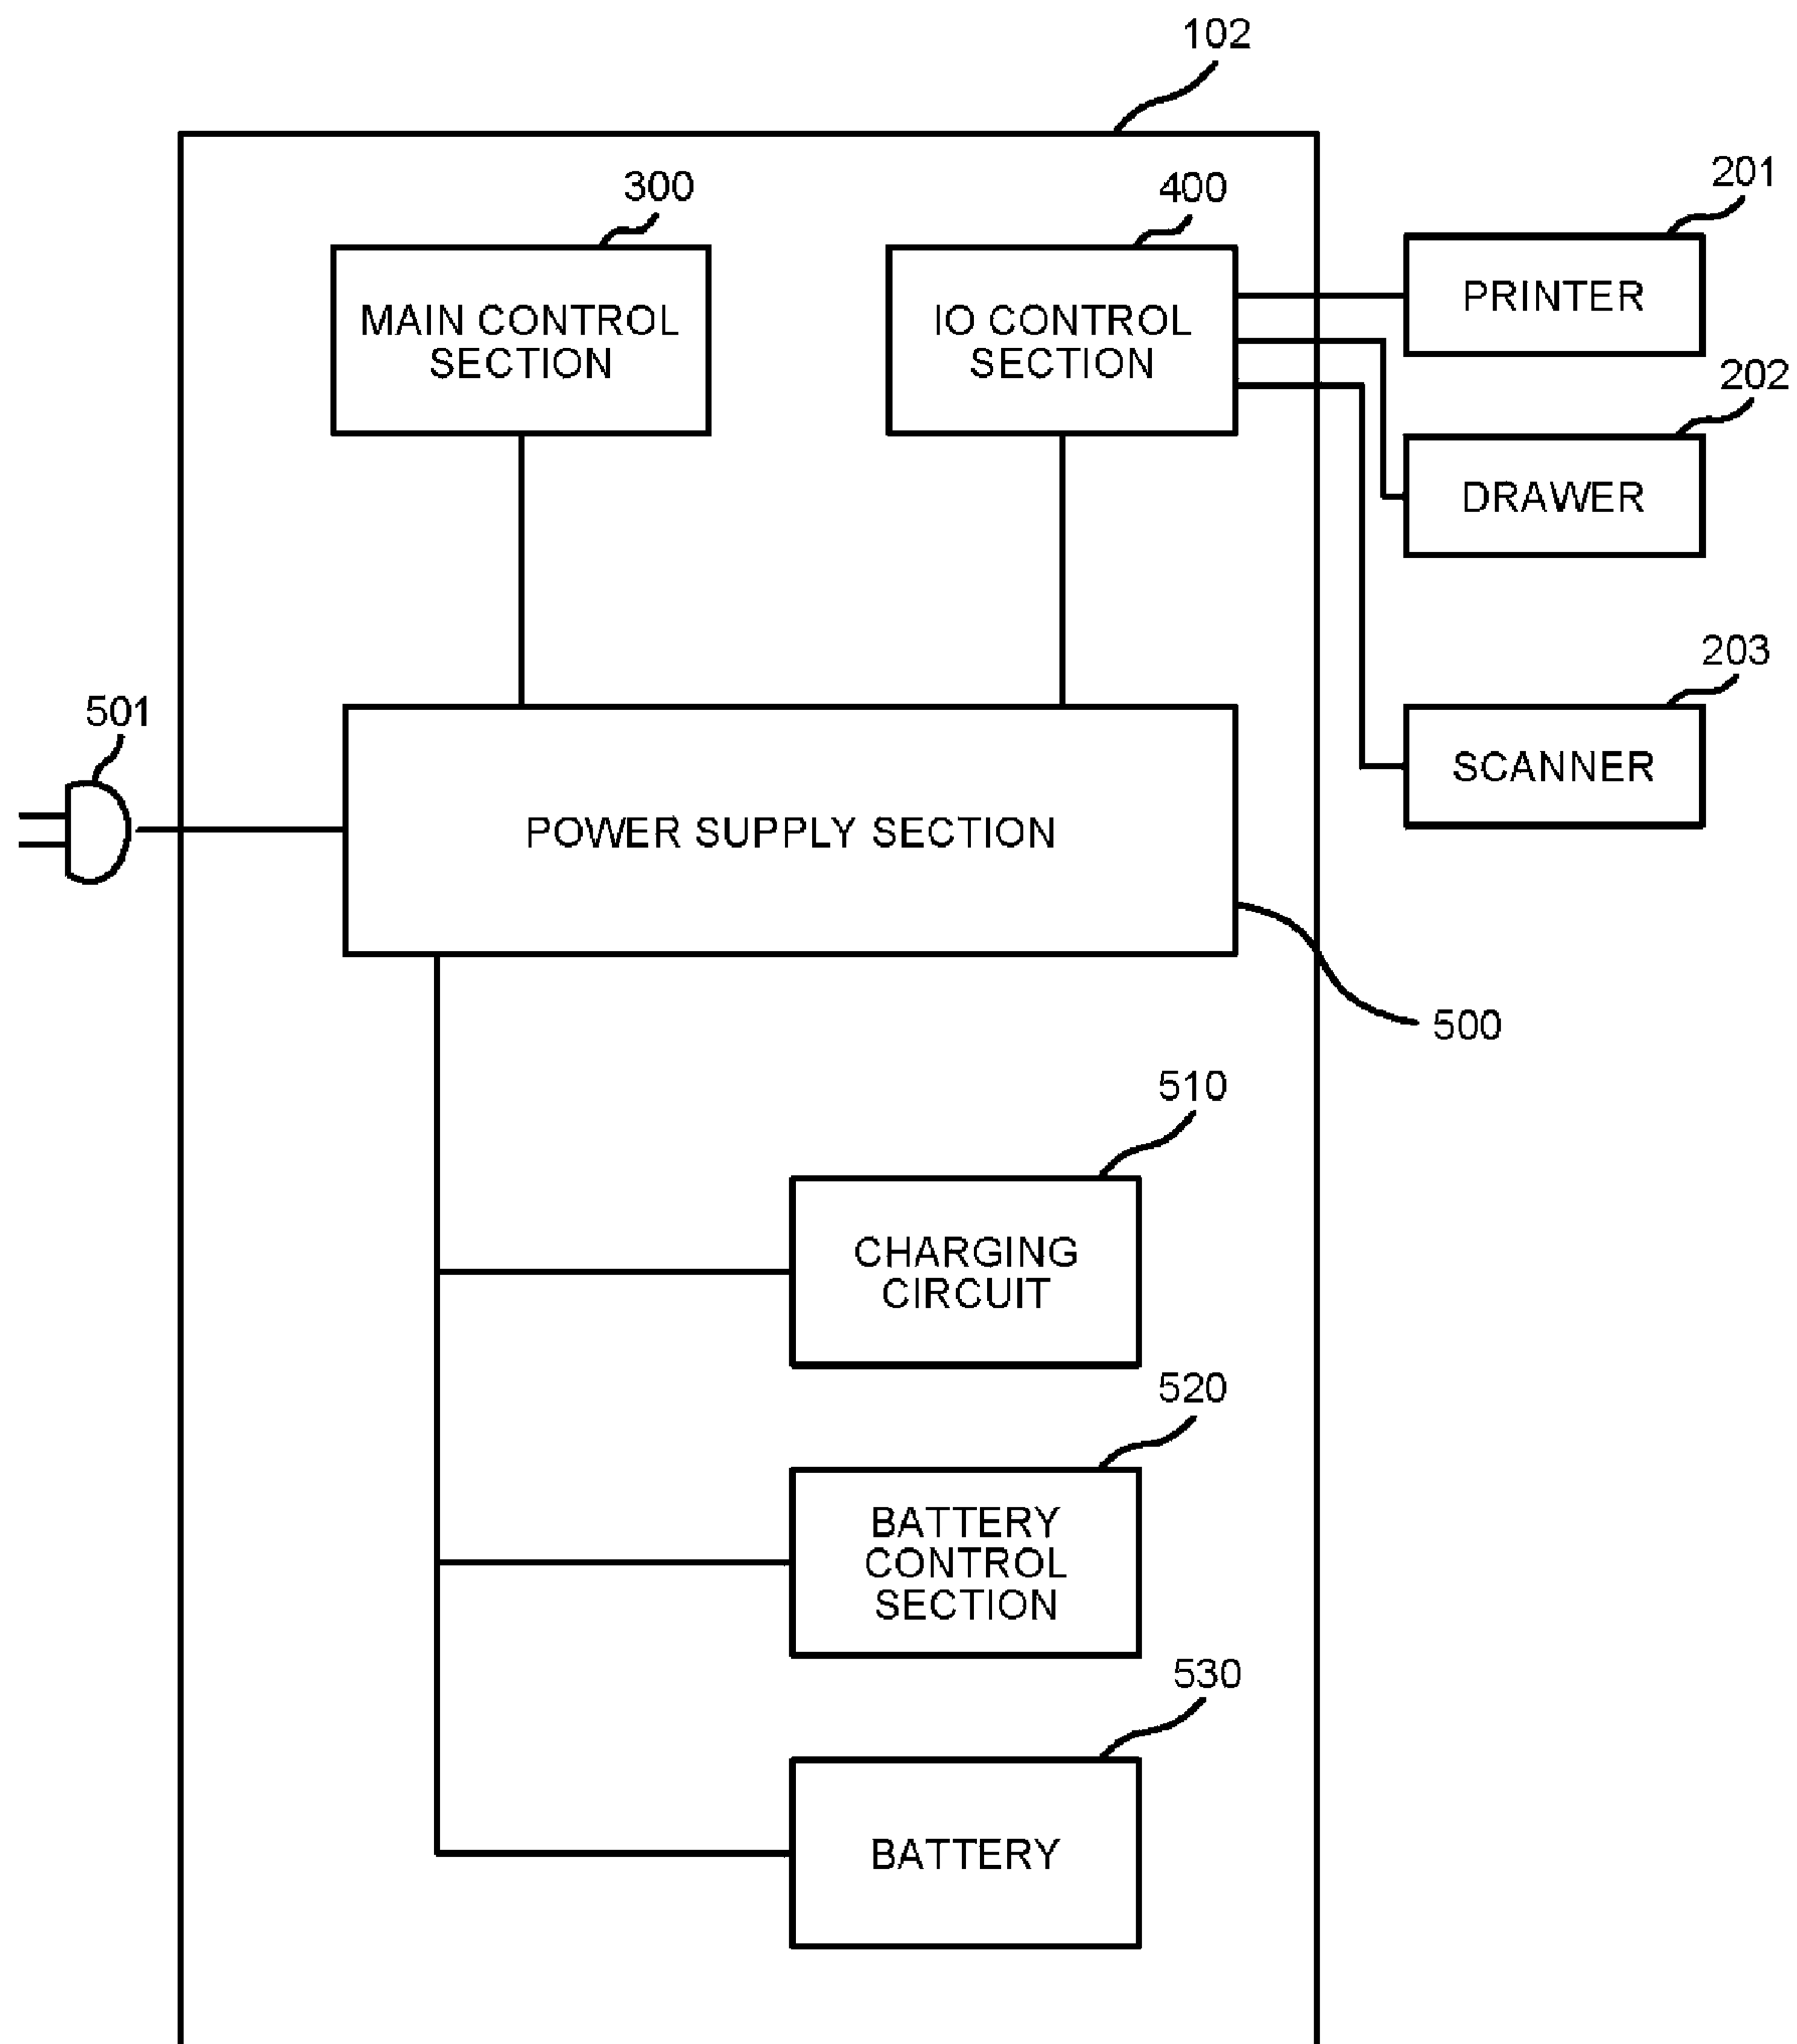 102
300
400
201
MAIN CONTROL
SECTION
IO CONTROL
SECTION
PRINTER
202
DRAWER
203
SCANNER
501
POWER SUPPLY SECTION
500
510
CHARGING
CIRCUIT
520
BATTERY
CONTROL
SECTION
530
BATTERY